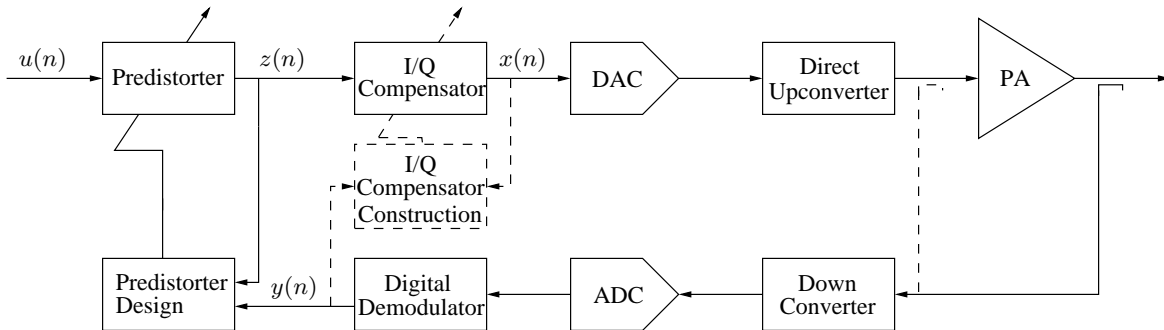 u(n)
Predistorter
z(n)
I/Q
Compensator
x(n)
DAC
Direct
Upconverter
PA
I/Q
Compensator
Construction
Predistorter
Design
y(n)
Digital
Demodulator
ADC
Down
Converter